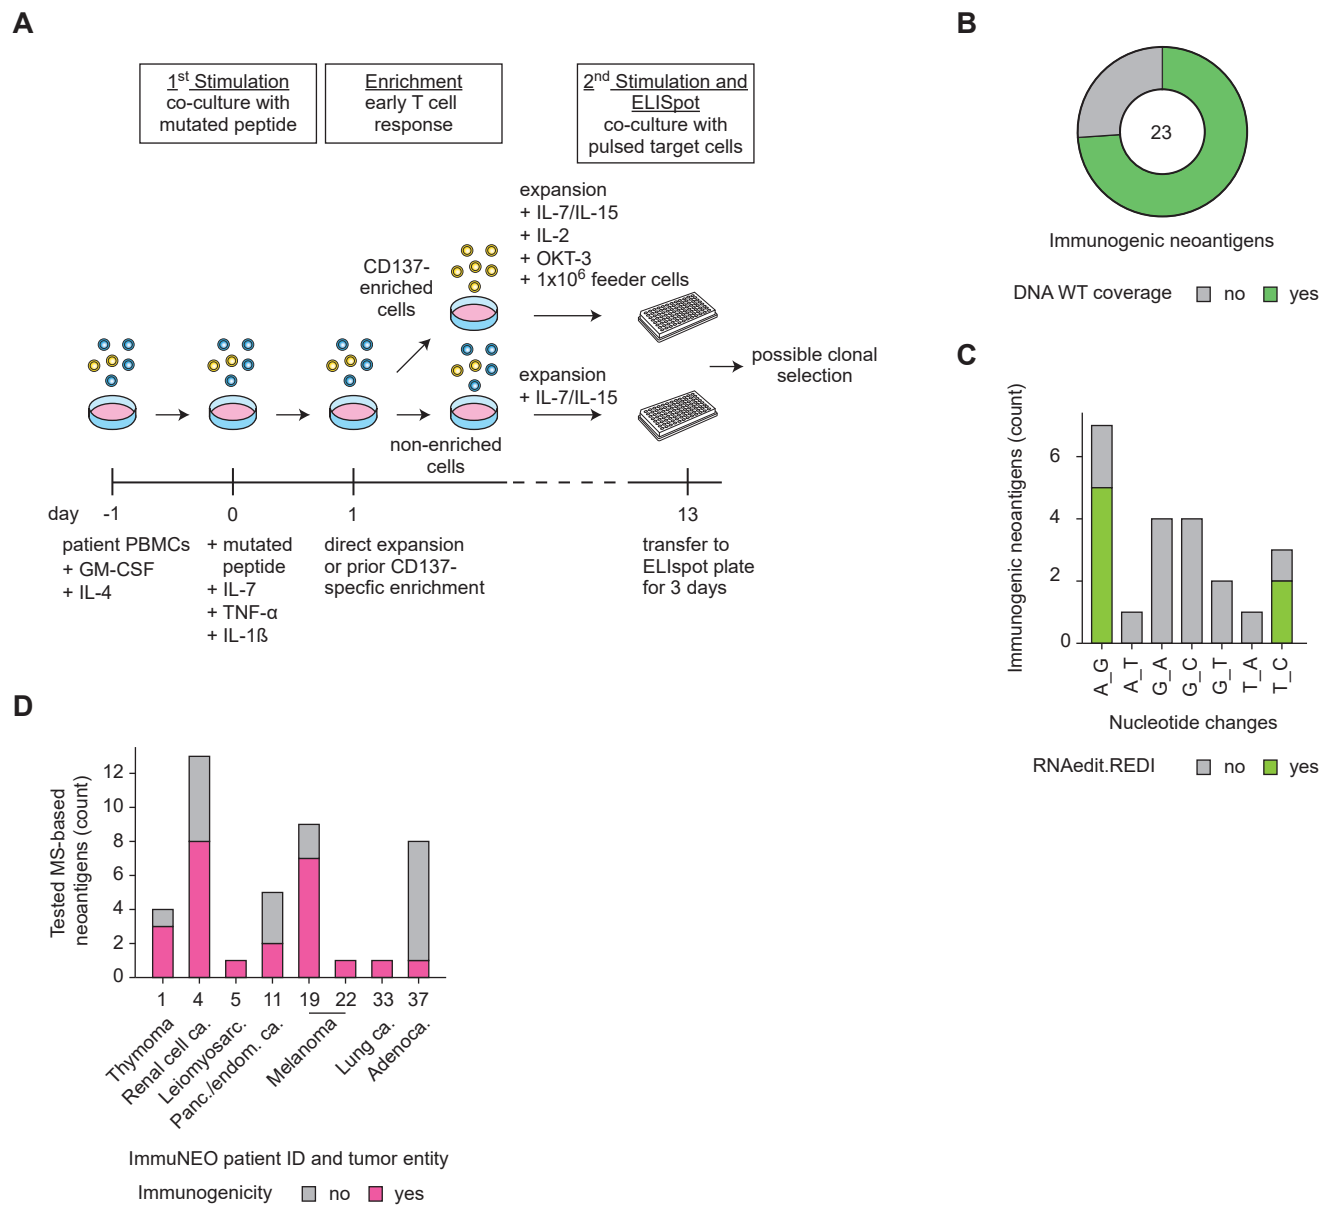 A
1st Stimulation
co-culture with
mutated peptide
Enrichment
early T cell
response
2nd Stimulation and
ELISpot
co-culture with
pulsed target cells
expansion
+ IL-7/IL-15
+ IL-2
+ OKT-3
+ 1x10^6 feeder cells
CD137-
enriched
cells
expansion
+ IL-7/IL-15
possible clonal
selection
non-enriched
cells
day -1 0 1 13
patient PBMCs
+ GM-CSF
+ IL-4
+ mutated
peptide
+ IL-7
+ TNF-α
+ IL-1ß
direct expansion
or prior CD137-
specfic enrichment
transfer to
ELIspot plate
for 3 days
B
23
Immunogenic neoantigens
DNA WT coverage no yes
C
Immunogenic neoantigens (count)
6
4
2
0
A_G A_T G_A G_C G_T T_A T_C
Nucleotide changes
RNAedit.REDI no yes
D
Tested MS-based
neoantigens (count)
12
10
8
6
4
2
0
1 4 5 11 19 22 33 37
Thymoma
Renal cell ca.
Leiomyosarc.
Panc./endom. ca.
Melanoma
Lung ca.
Adenoca.
ImmuNEO patient ID and tumor entity
Immunogenicity no yes